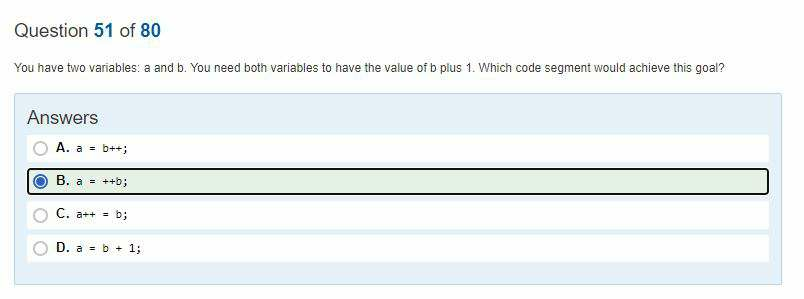 Question 51 of 80
You have two variables: a and b. You need both variables to have the value of b plus 1. Which code segment would achieve this goal?
Answers
A. a = b++;
B. a = ++b;
C. a++ = b;
D. a = b + 1;